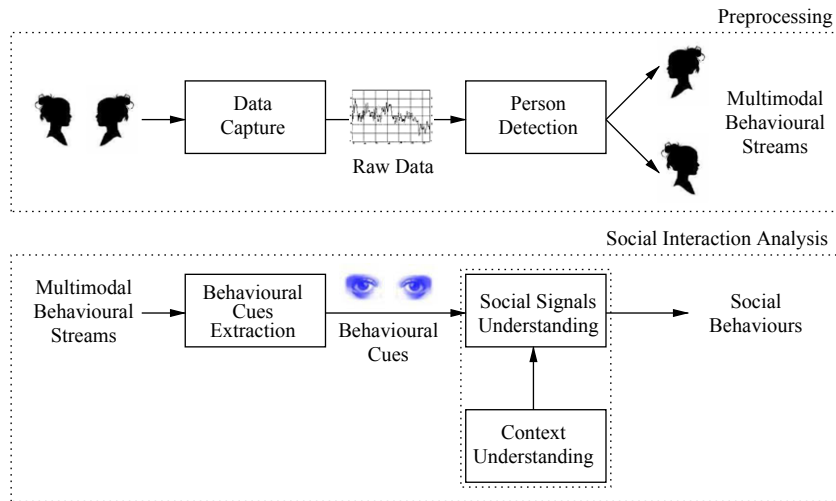 Preprocessing
Data
Capture
Raw Data
Person
Detection
Multimodal
Behavioural
Streams
Social Interaction Analysis
Multimodal
Behavioural
Streams
Behavioural
Cues
Extraction
Behavioural
Cues
Social Signals
Understanding
Context
Understanding
Social
Behaviours